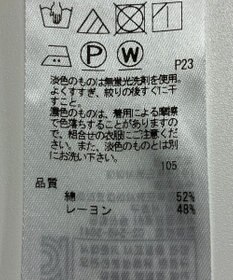 P W
P23
淡色のものは無蛍光洗剤を使用。
よくすすぎ、絞りの後すぐに干
すこと。
濃色のものは、着用による摩擦
で色落ちすることがありますの
で、組合せの衣服にご注意くだ
さい。また、淡色のものとは別
にお洗い下さい。
105
品質
綿 52%
レーヨン 48%